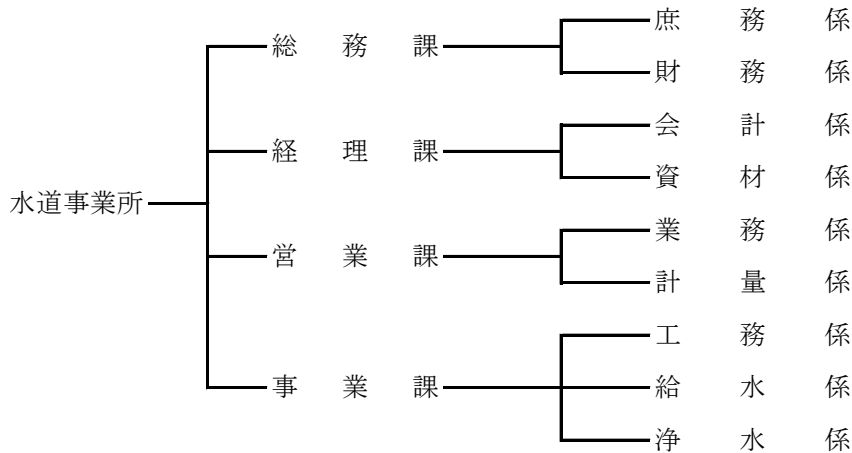 庶務係
総務課
財務係
会計係
経理課
資材係
水道事業所
業務係
営業課
計量係
工務係
事業課
給水係
浄水係